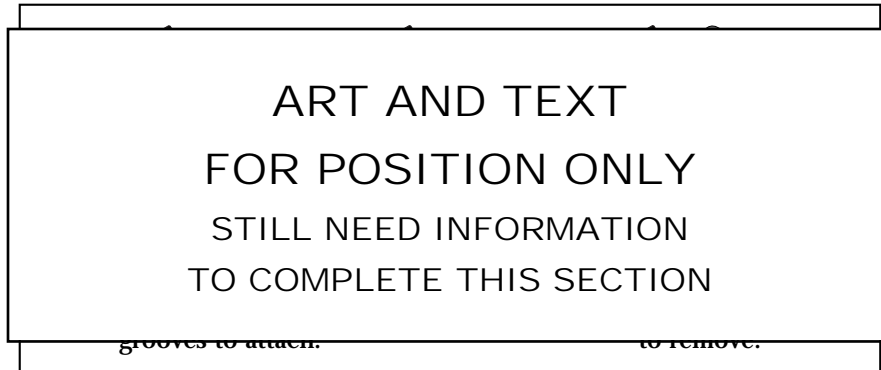 ART AND TEXT
FOR POSITION ONLY
STILL NEED INFORMATION
TO COMPLETE THIS SECTION
grooves to attach. to remove.